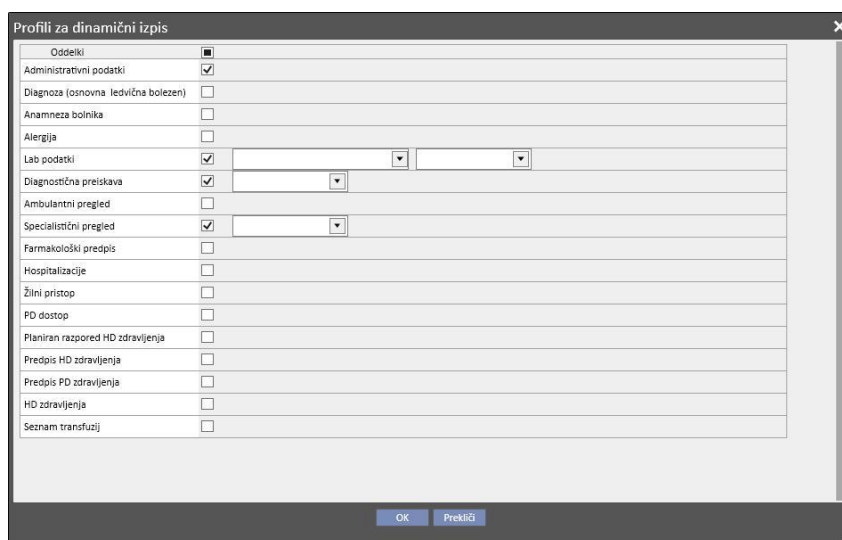 Profili za dinamični izpis
Oddelki
Administrativni podatki
Diagnoza (osnovna ledvična bolezen)
Anamneza bolnika
Alergija
Lab podatki
Diagnostična preiskava
Ambulantni pregled
Specialistični pregled
Farmakološki predpis
Hospitalizacije
Žilni pristop
PD dostop
Planiran razpored HD zdravljenja
Predpis HD zdravljenja
Predpis PD zdravljenja
HD zdravljenja
Seznam transfuzij
OK Prekliči